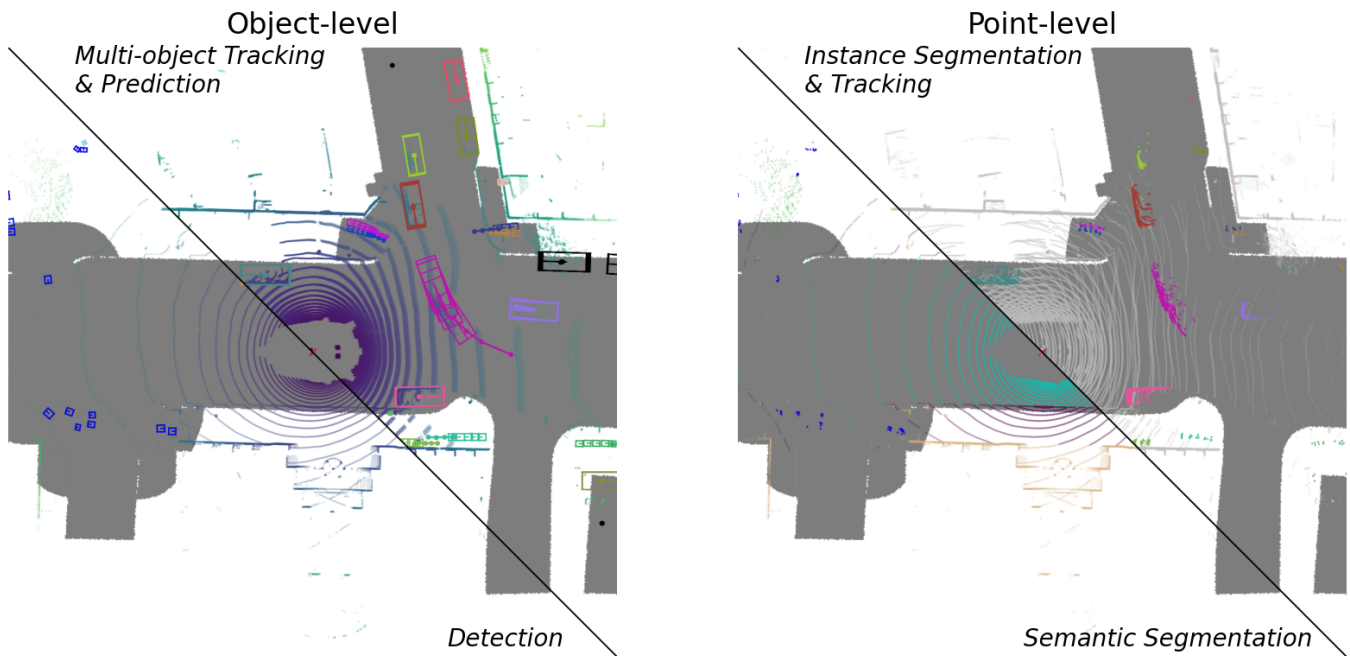 Object-level
Multi-object Tracking
& Prediction
Detection
Point-level
Instance Segmentation
& Tracking
Semantic Segmentation